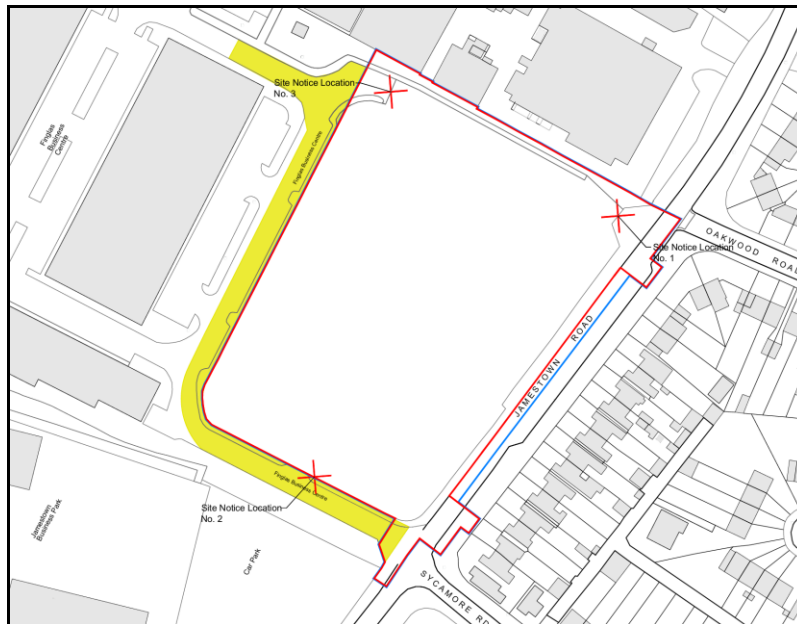 Site Notice Location
No. 3
Finglas
Business
Centre
Finglas Business Centre
Site Notice Location
No. 1
OAKWOOD ROAD
JAMESTOWN ROAD
Finglas Business Centre
Site Notice Location
No. 2
Jamestown
Business Park
Car Park
SYCAMORE RD